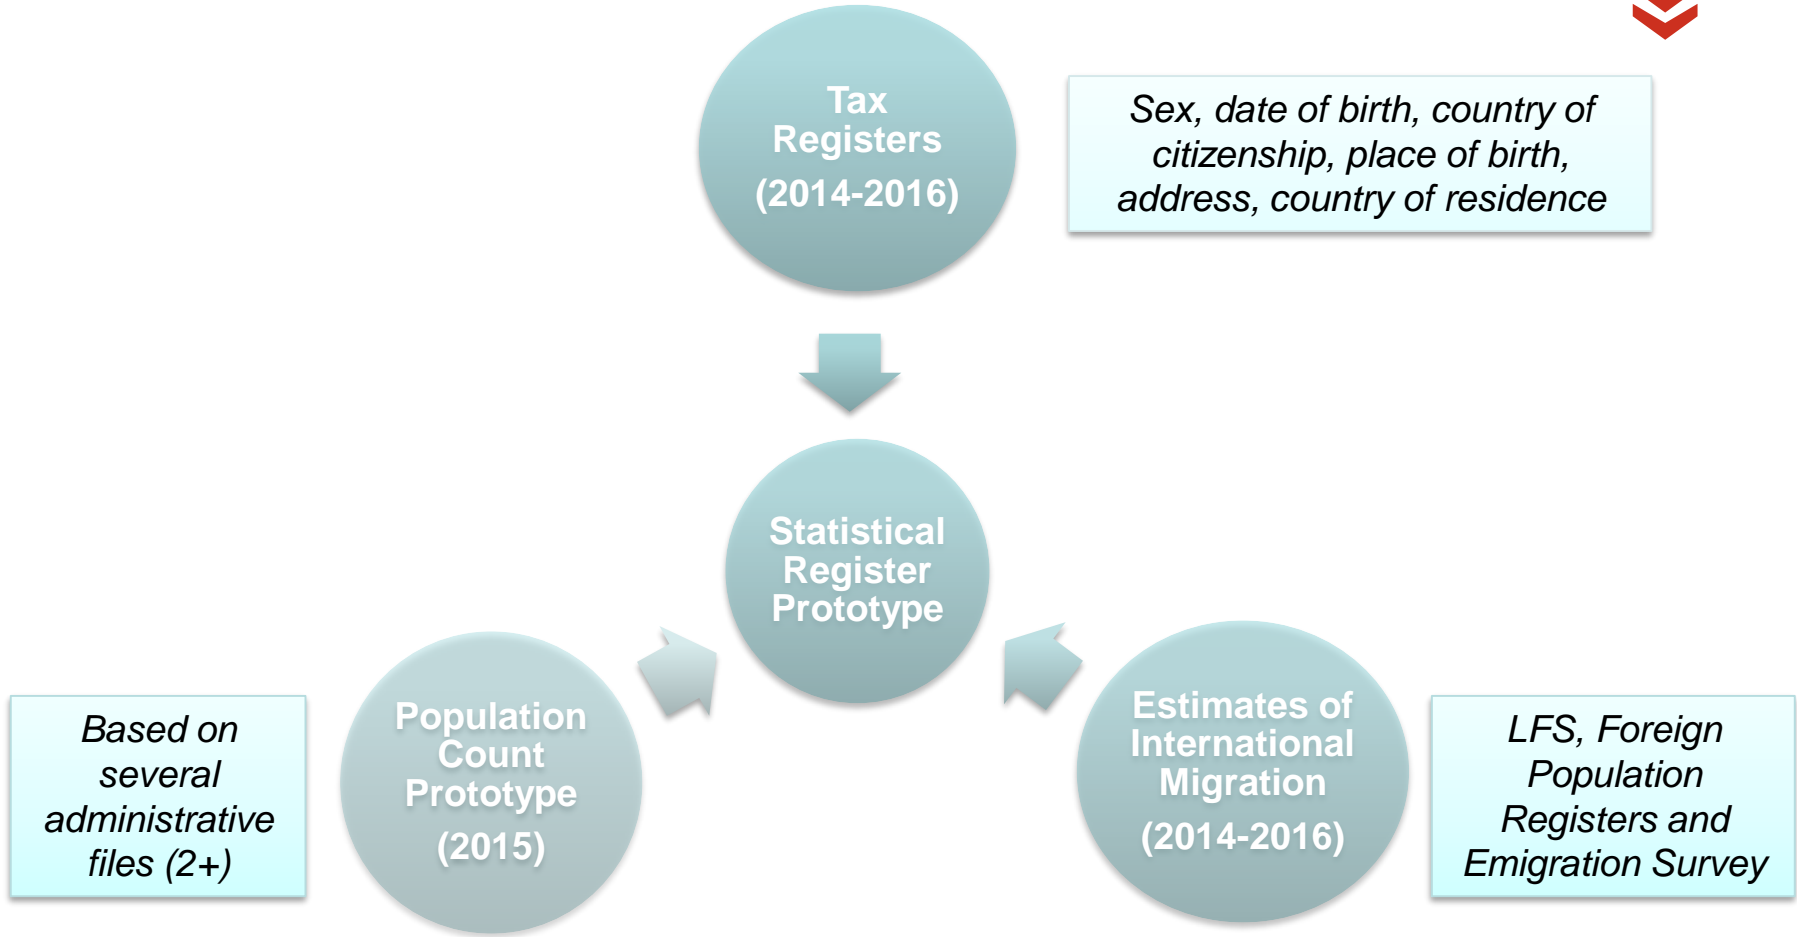 Tax
Registers
(2014-2016)
Sex, date of birth, country of
citizenship, place of birth,
address, country of residence
Statistical
Register
Prototype
Based on
several
administrative
files (2+)
Population
Count
Prototype
(2015)
Estimates of
International
Migration
(2014-2016)
LFS, Foreign
Population
Registers and
Emigration Survey